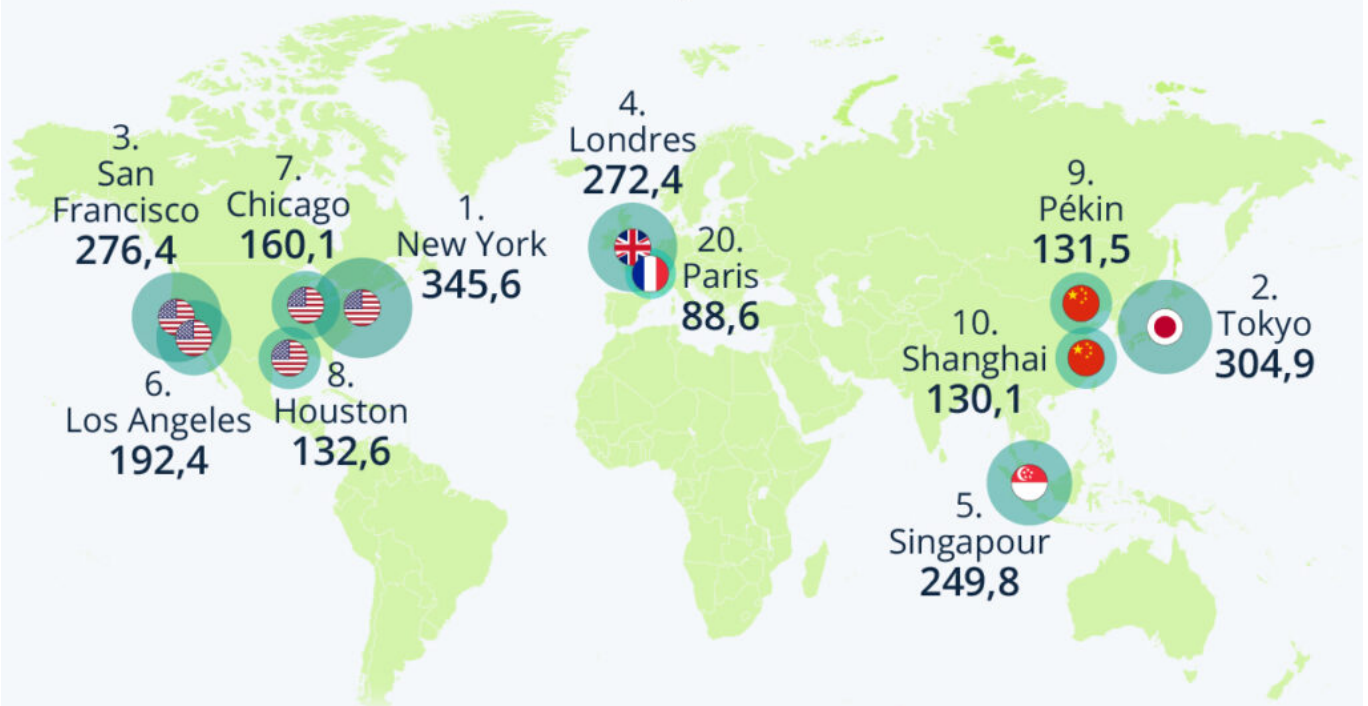 3.
San
Francisco
276,4
7.
Chicago
160,1
1.
New York
345,6
6.
Los Angeles
192,4
8.
Houston
132,6
4.
Londres
272,4
20.
Paris
88,6
9.
Pékin
131,5
10.
Shanghai
130,1
2.
Tokyo
304,9
5.
Singapour
249,8